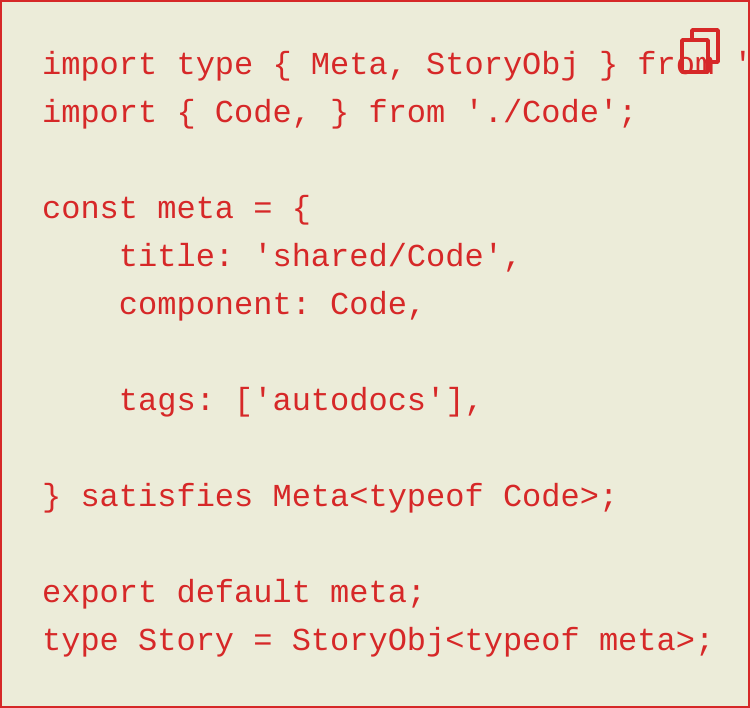 import type { Meta, StoryObj } from '
import { Code, } from './Code';

const meta = {
    title: 'shared/Code',
    component: Code,

    tags: ['autodocs'],

} satisfies Meta<typeof Code>;

export default meta;
type Story = StoryObj<typeof meta>;